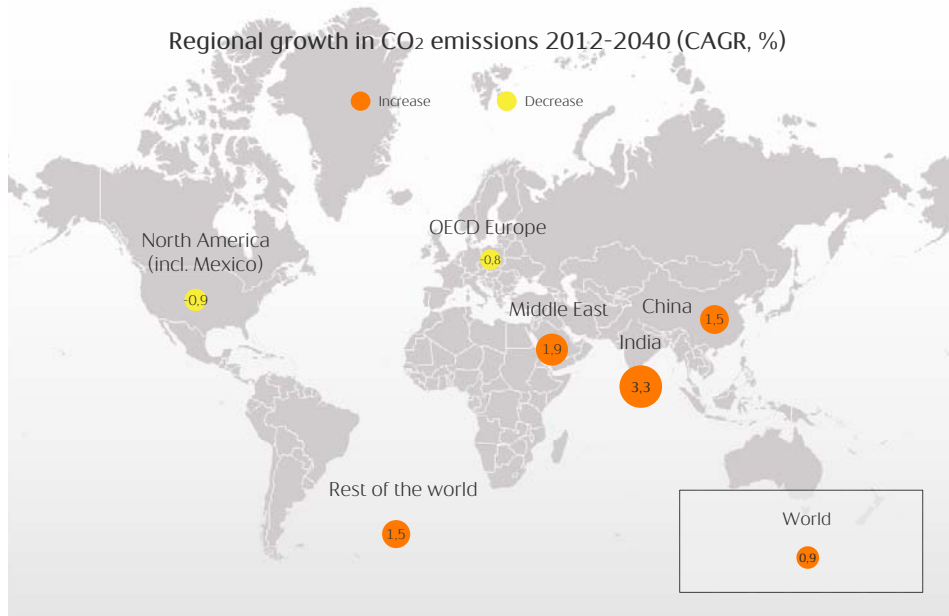 Regional growth in CO₂ emissions 2012-2040 (CAGR, %)
Increase
Decrease
OECD Europe
-0,8
North America
(incl. Mexico)
-0,9
Middle East
1,9
China
1,5
India
3,3
Rest of the world
1,5
World
0,9